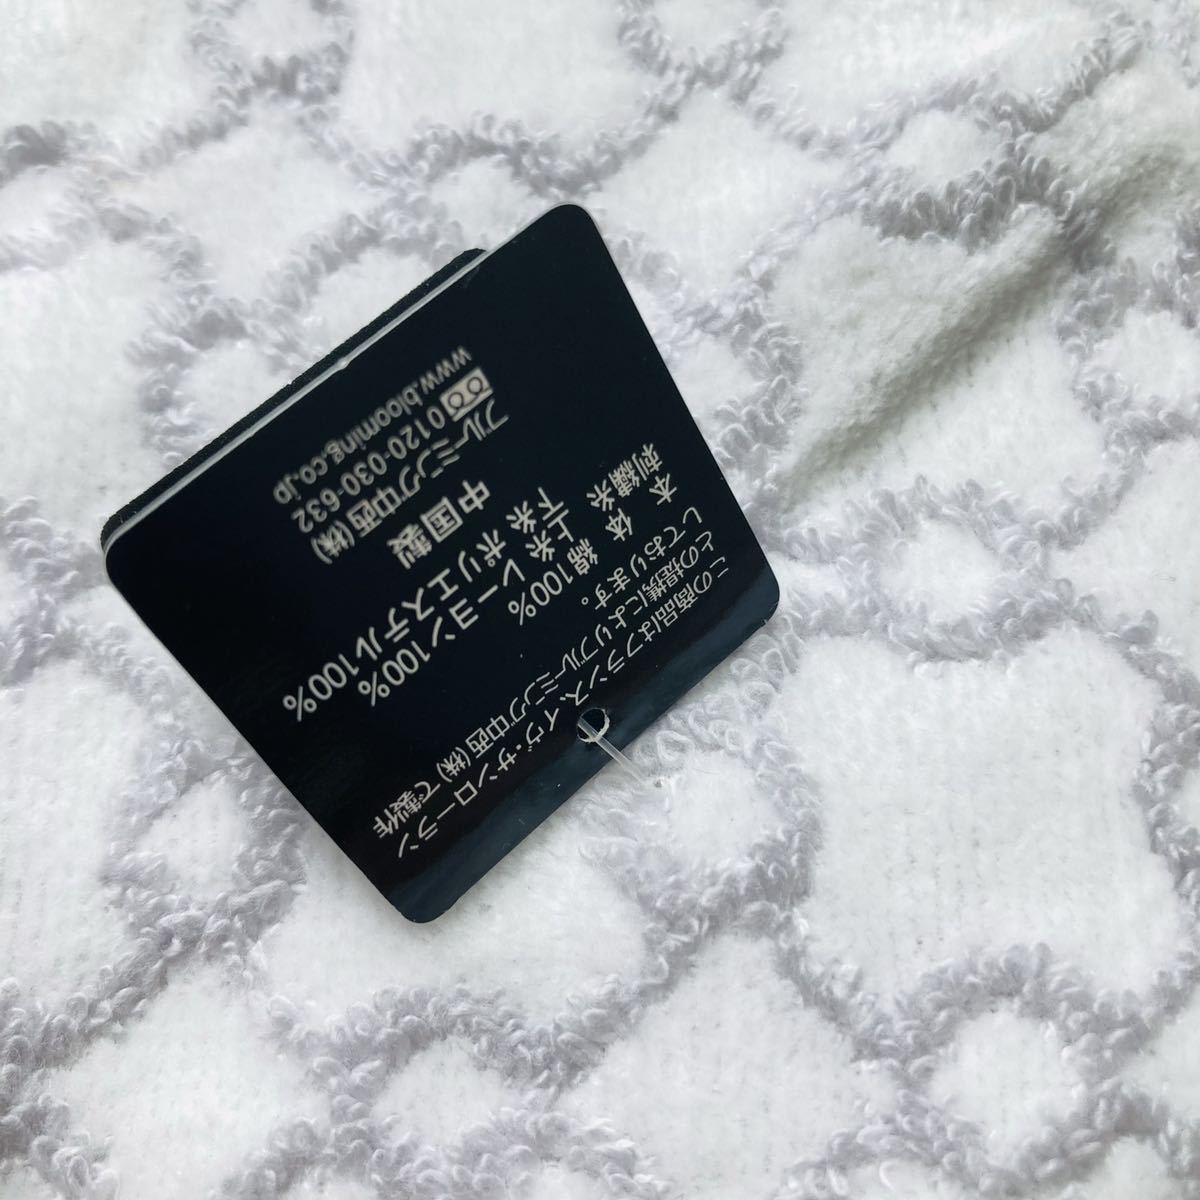 この商品はフランス、イヴ・サンローラン
との提携によりブルーミング中西(株)で製作
しております。
本 体 綿100%
刺繍糸 上糸 レーヨン100%
下糸 ポリエステル100%
中国製
ブルーミング中西(株)
0120-030-632
www.blooming.co.jp